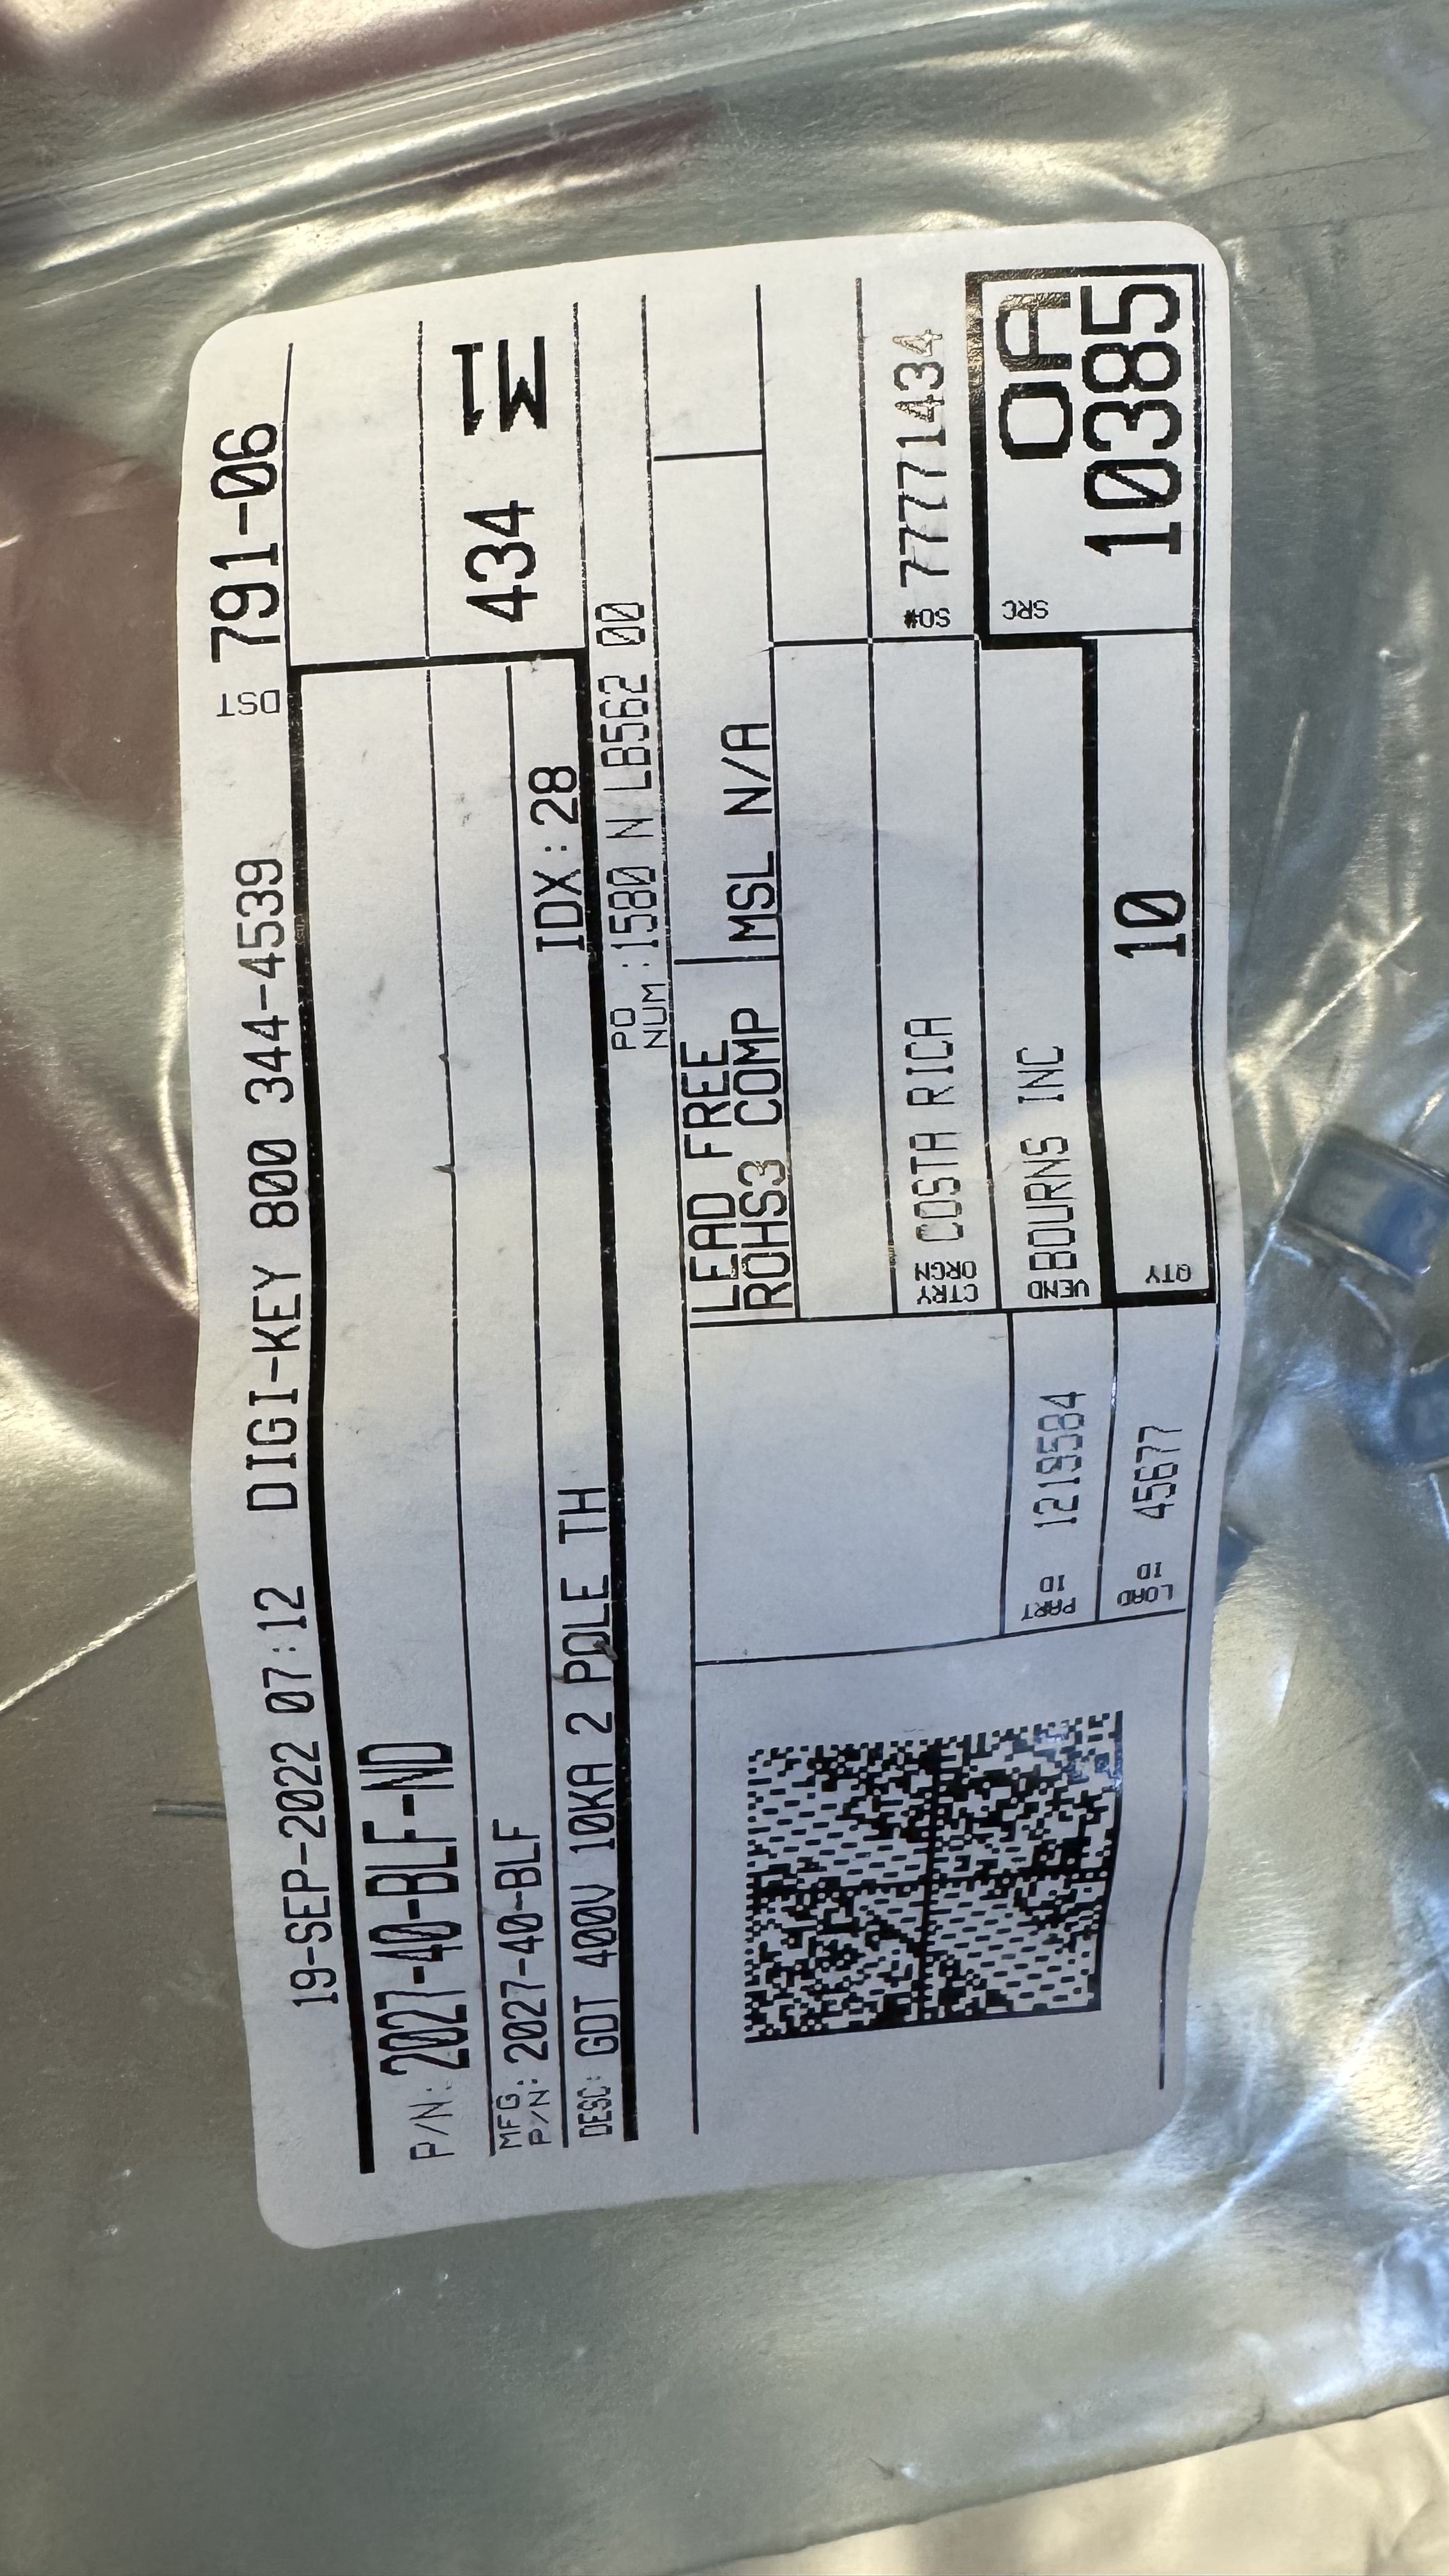 19-SEP-2022 07:12 DIGI-KEY 800 344-4539 DST 791-06
P/N: 2027-40-BLF-ND
MFG: P/N: 2027-40-BLF
434 1W
DESC: GDT 400V 10KA 2 POLE TH IDX:28
PO NUM: 1580 N LB562 00
LEAD FREE
ROHS3 COMP
MSL N/A
CTRY ORGN COSTA RICA
SO# 77771434
PART ID 1219584
VEND BOURNS INC
SRC OA
10385
LOAD ID 45677
QTY 10